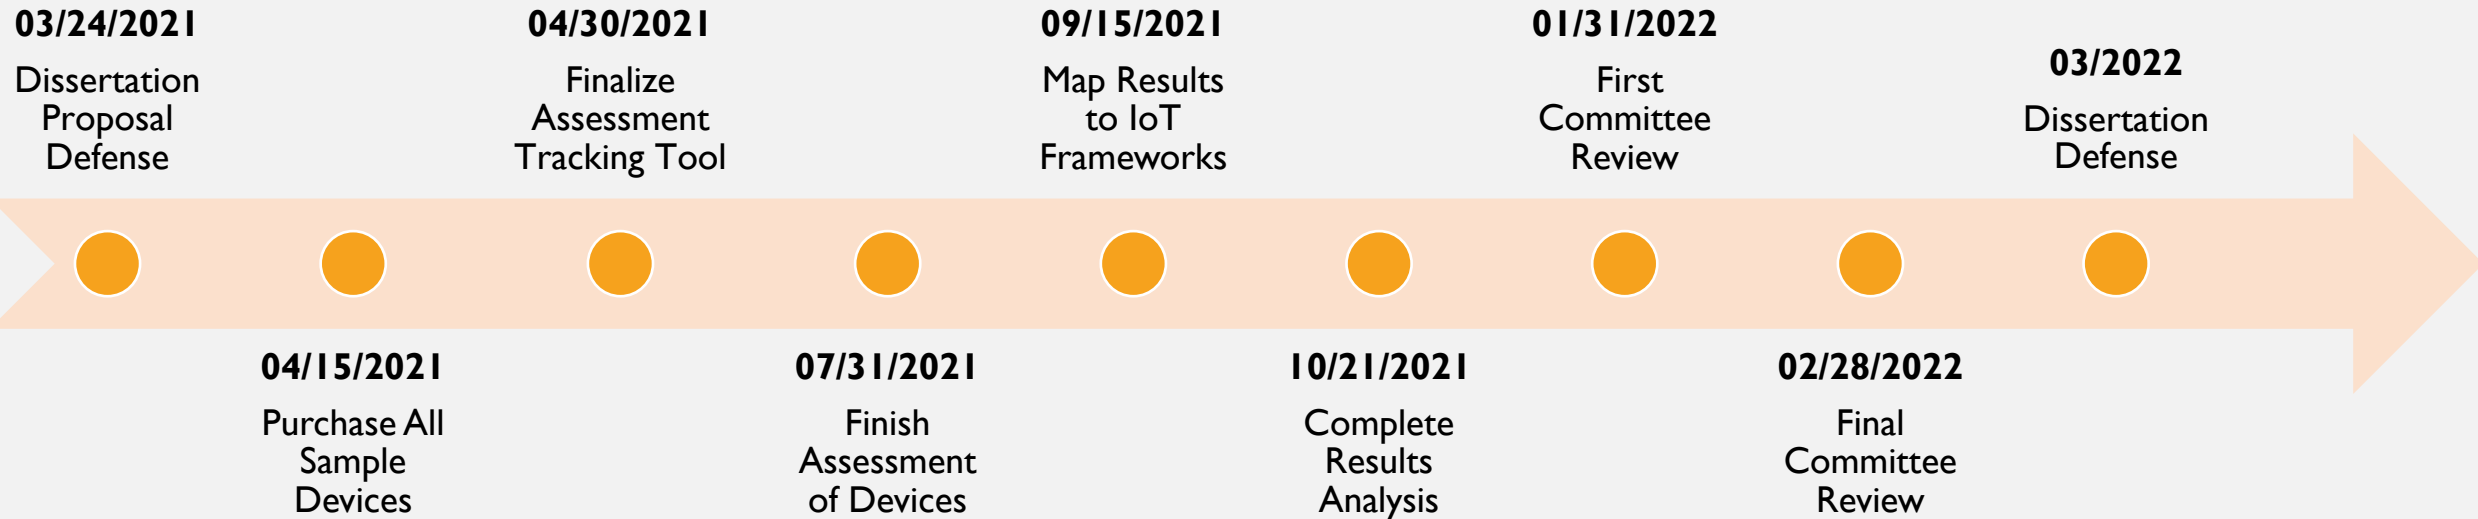 03/24/2021
Dissertation
Proposal
Defense
04/15/2021
Purchase All
Sample
Devices
04/30/2021
Finalize
Assessment
Tracking Tool
07/31/2021
Finish
Assessment
of Devices
09/15/2021
Map Results
to IoT
Frameworks
10/21/2021
Complete
Results
Analysis
01/31/2022
First
Committee
Review
02/28/2022
Final
Committee
Review
03/2022
Dissertation
Defense